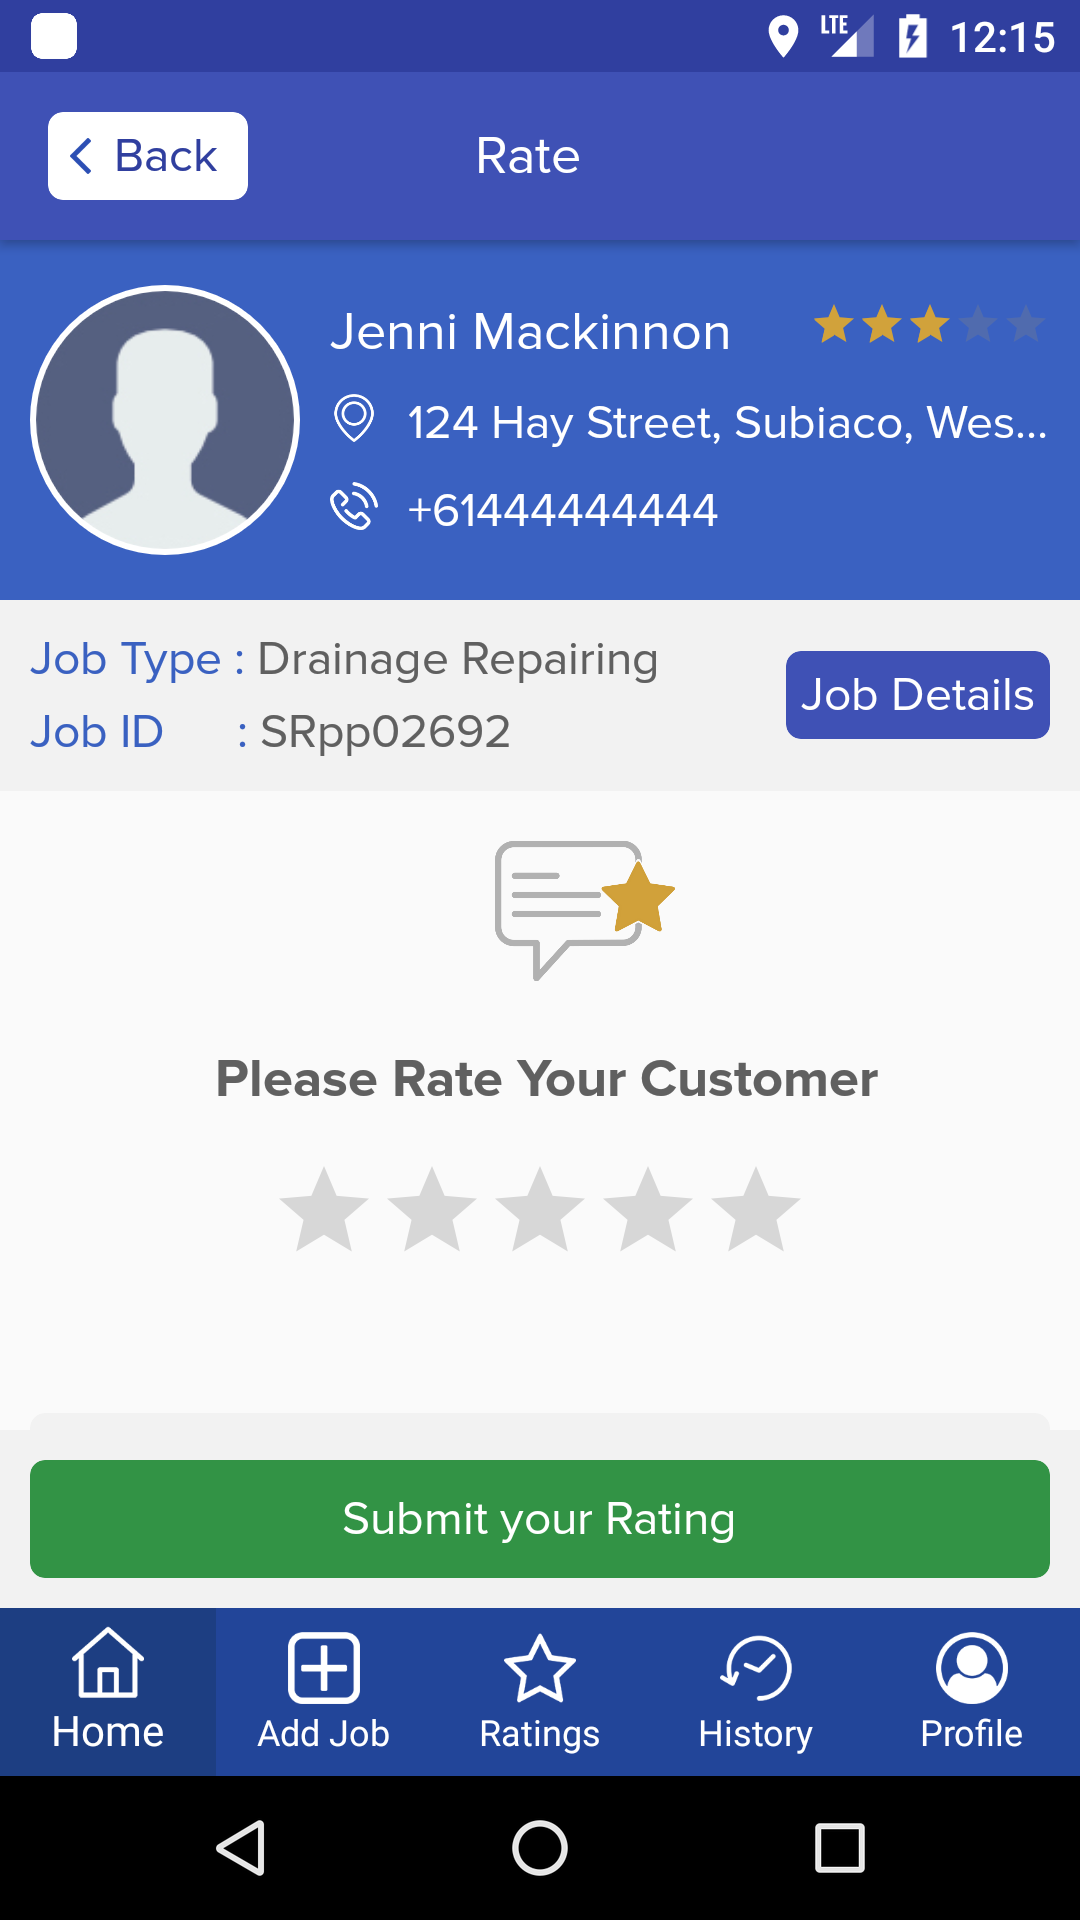 LTE 12:15
Back
Rate
Jenni Mackinnon
124 Hay Street, Subiaco, Wes...
+61444444444
Job Type : Drainage Repairing
Job ID : SRpp02692
Job Details
Please Rate Your Customer
Submit your Rating
Home
Add Job
Ratings
History
Profile